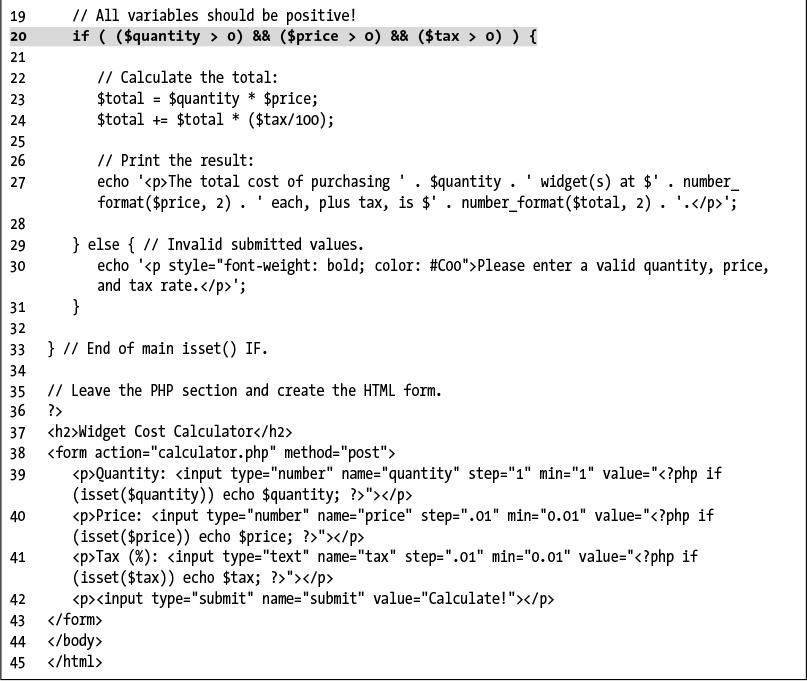 19 // All variables should be positive!
20 if ( ($quantity > 0) && ($price > 0) && ($tax > 0) ) {
21
22 // Calculate the total:
23 $total = $quantity * $price;
24 $total += $total * ($tax/100);
25
26 // Print the result:
27 echo '<p>The total cost of purchasing ' . $quantity . ' widget(s) at $' . number_
format($price, 2) . ' each, plus tax, is $' . number_format($total, 2) . '.</p>';
28
29 } else { // Invalid submitted values.
30 echo '<p style="font-weight: bold; color: #C00">Please enter a valid quantity, price,
and tax rate.</p>';
31 }
32
33 } // End of main isset() IF.
34
35 // Leave the PHP section and create the HTML form.
36 ?>
37 <h2>Widget Cost Calculator</h2>
38 <form action="calculator.php" method="post">
39 <p>Quantity: <input type="number" name="quantity" step="1" min="1" value="<?php if
(isset($quantity)) echo $quantity; ?>"></p>
40 <p>Price: <input type="number" name="price" step=".01" min="0.01" value="<?php if
(isset($price)) echo $price; ?>"></p>
41 <p>Tax (%): <input type="text" name="tax" step=".01" min="0.01" value="<?php if
(isset($tax)) echo $tax; ?>"></p>
42 <p><input type="submit" name="submit" value="Calculate!"></p>
43 </form>
44 </body>
45 </html>